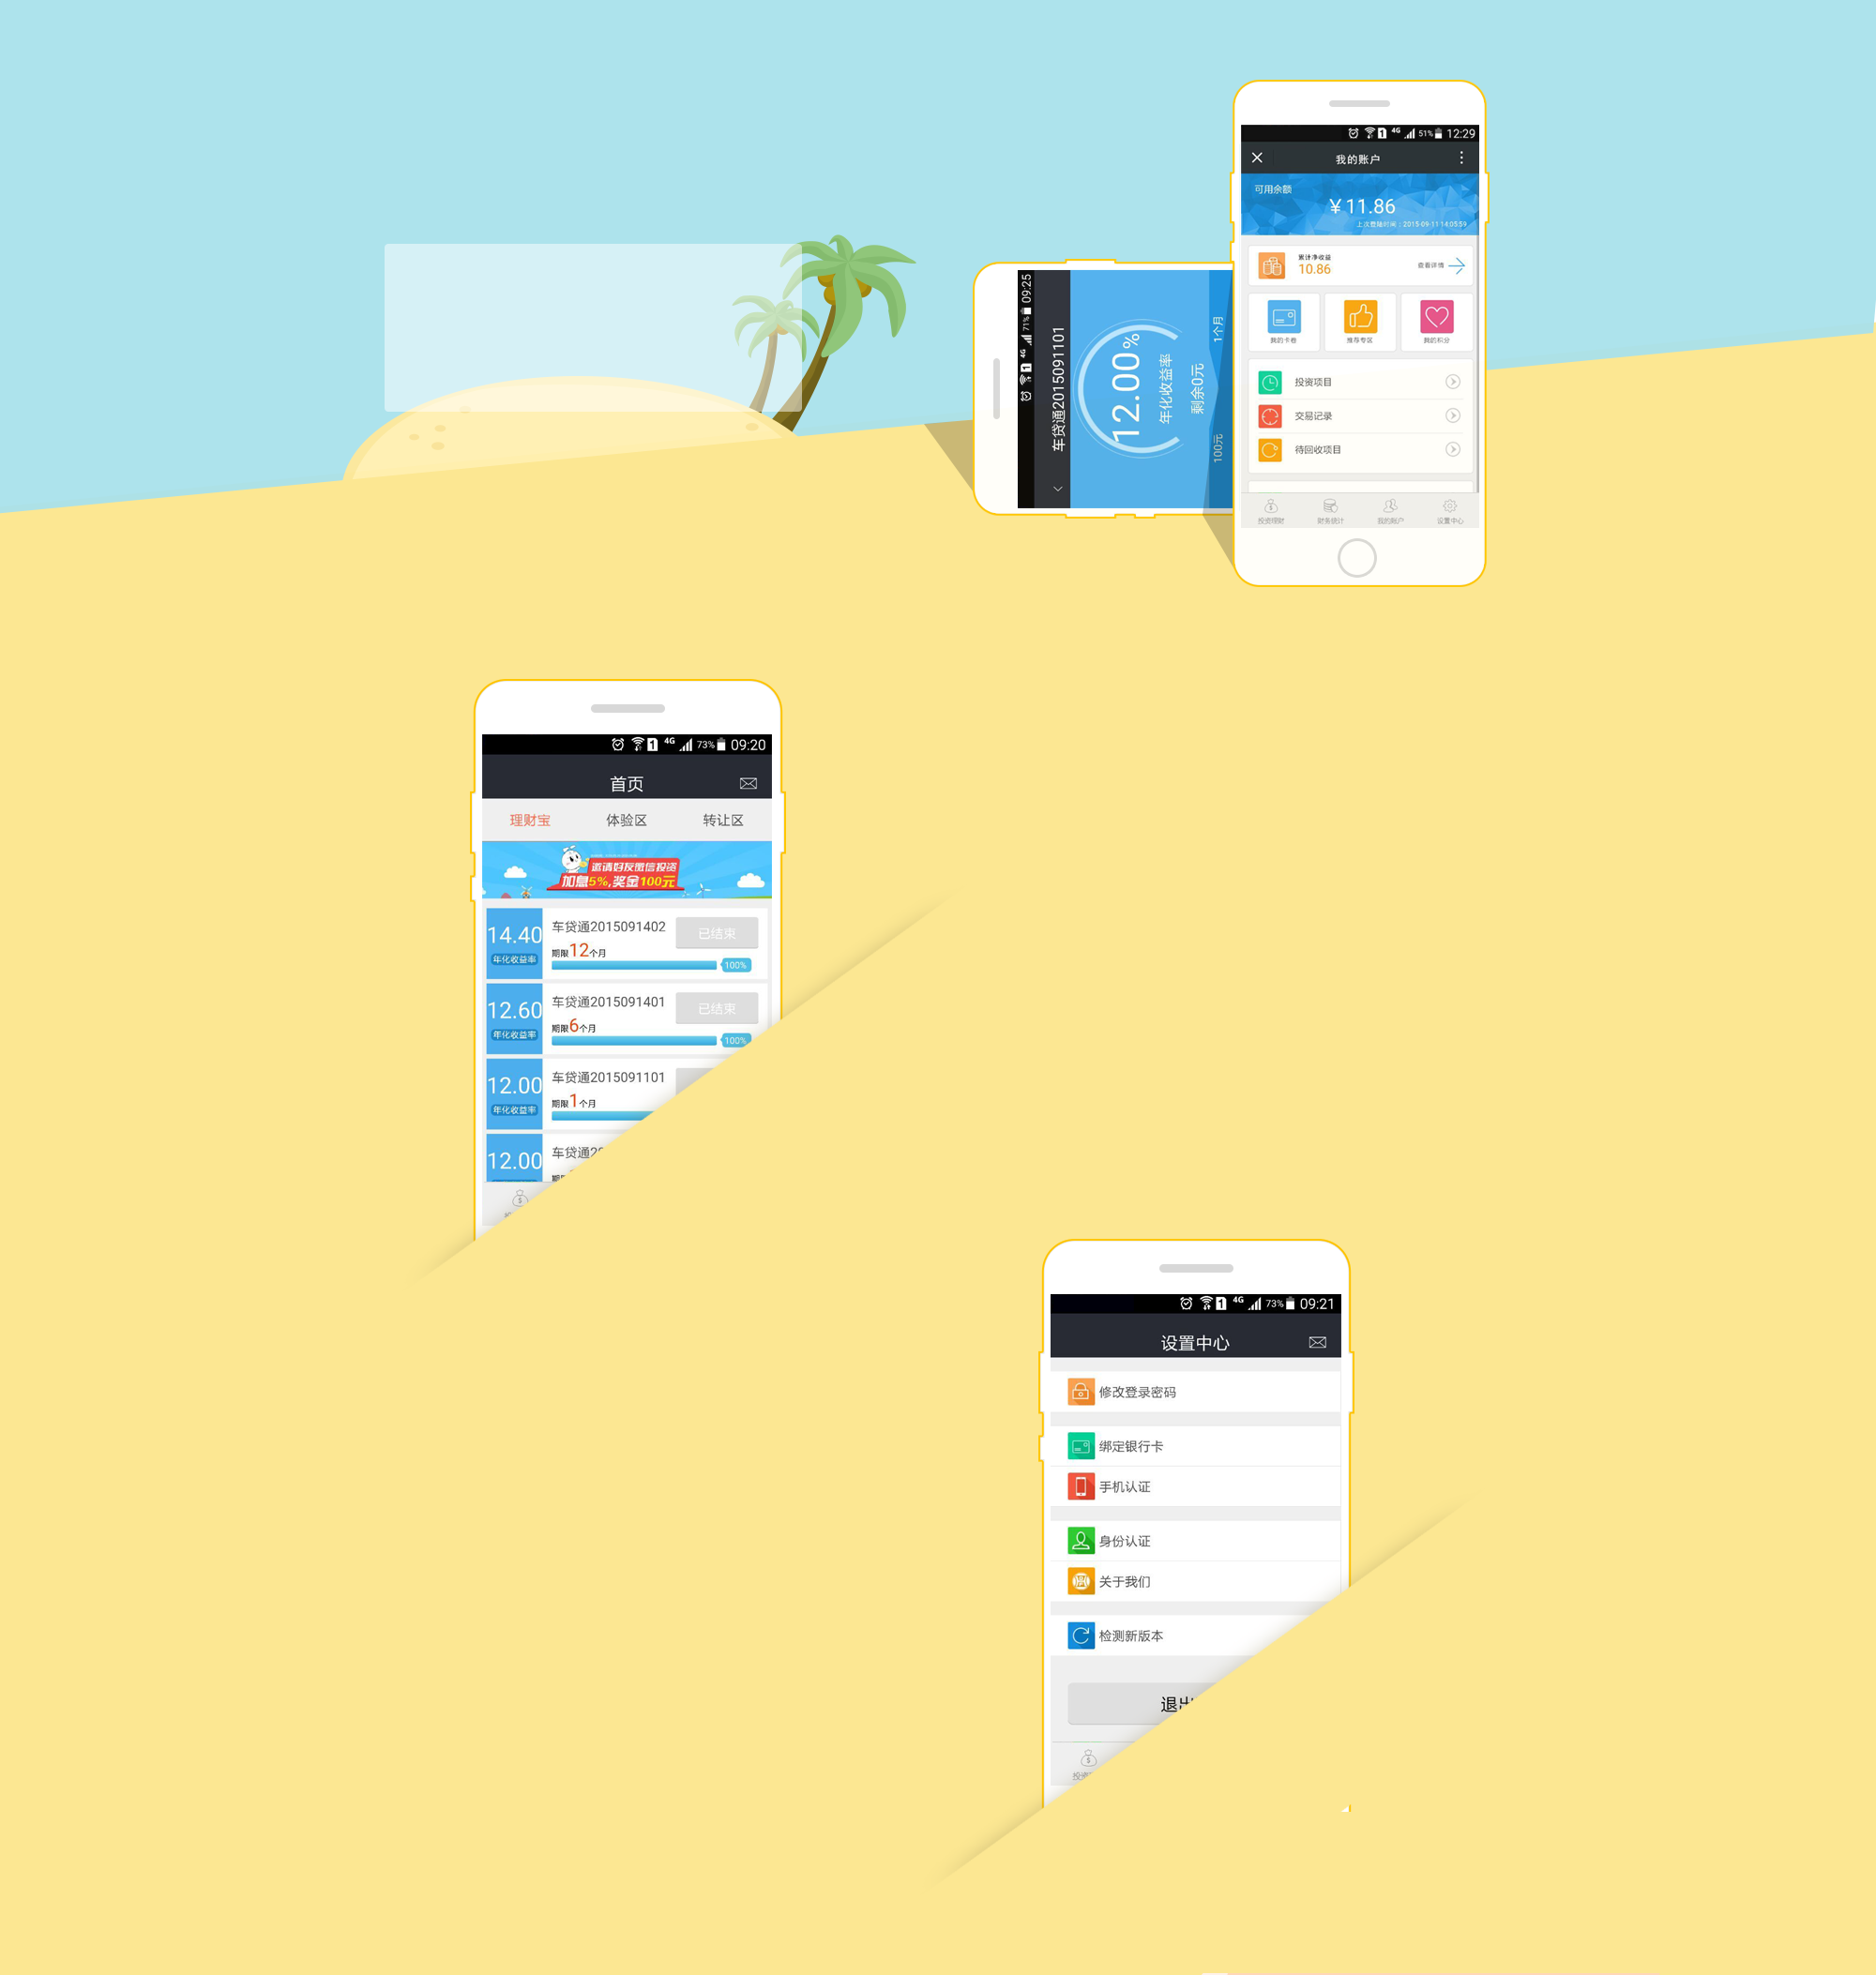 4G 51% 12:29
我的账户
可用余额
￥11.86
上次登陆时间：2015-09-11 14:05:59
累计净收益
10.86
查看详情
我的卡卷
推荐专区
我的积分
投资项目
交易记录
待回收项目
投资理财
财务统计
我的账户
设置中心
4G 71% 09:25
车贷通2015091101
12.00%
年化收益率
剩余0元
100元
1个月
4G 73% 09:20
首页
理财宝
体验区
转让区
邀请好友微信投资
加息5%,奖金100元
14.40
年化收益率
车贷通2015091402
期限12个月
已结束
100%
12.60
年化收益率
车贷通2015091401
期限6个月
已结束
100%
12.00
年化收益率
车贷通2015091101
期限1个月
12.00
车贷通2
4G 73% 09:21
设置中心
修改登录密码
绑定银行卡
手机认证
身份认证
关于我们
检测新版本
退出
投资